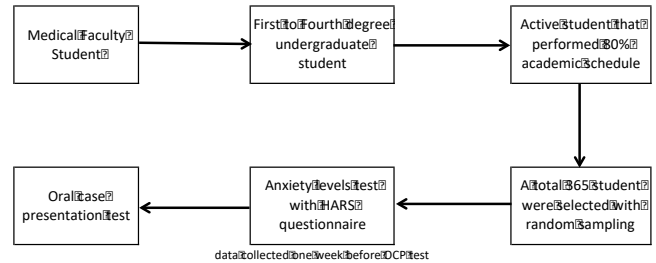 Medical Faculty
Student
First to Fourth degree
undergraduate
student
Active student that
performed 80%
academic schedule
A total 365 student
were selected with
random sampling
Anxiety levels test
with HARS
questionnaire
data collected one week before OCP test
Oral case
presentation test